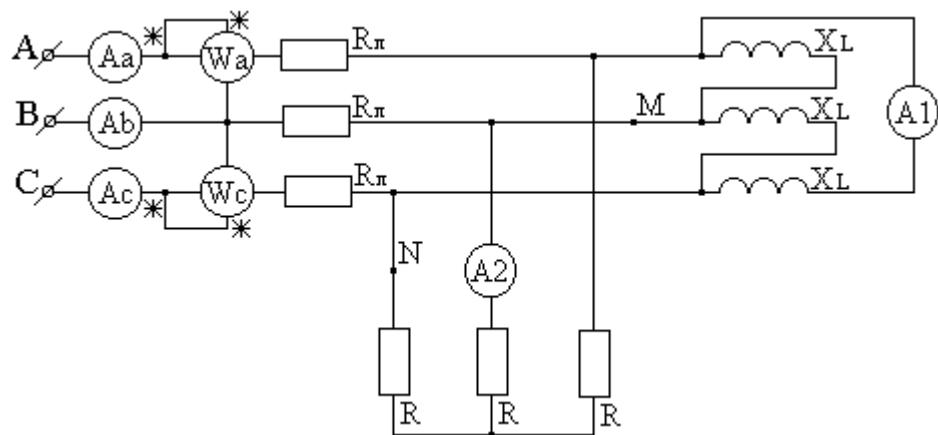 A Aa * * Wa Rл XL
B Ab Rл M XL A1
C Ac * Wc * Rл XL
N A2
R R R